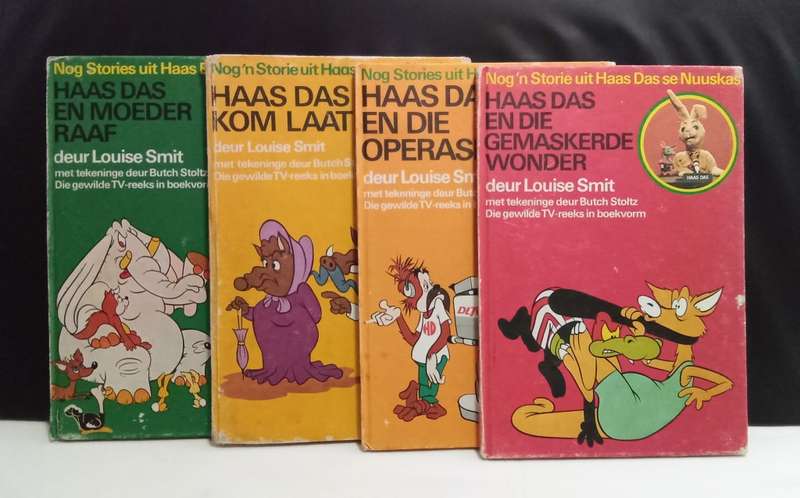 Nog Stories uit Haas
HAAS DAS
EN MOEDER
RAAF
deur Louise Smit
met tekeninge deur Butch Stoltz
Die gewilde TV-reeks in boekvorm
Nog 'n Storie uit Haas
HAAS DAS
KOM LAAT
deur Louise Smit
met tekeninge deur Butch
Die gewilde TV-reeks in boekv
Nog Stories uit H
HAAS DA
EN DIE
OPERAS
deur Louise Smit
met tekeninge deur Butc
Die gewilde TV-reeks in
HD
Nog 'n Storie uit Haas Das se Nuuskas
HAAS DAS
EN DIE
GEMASKERDE
WONDER
deur Louise Smit
met tekeninge deur Butch Stoltz
Die gewilde TV-reeks in boekvorm
HAAS DAS